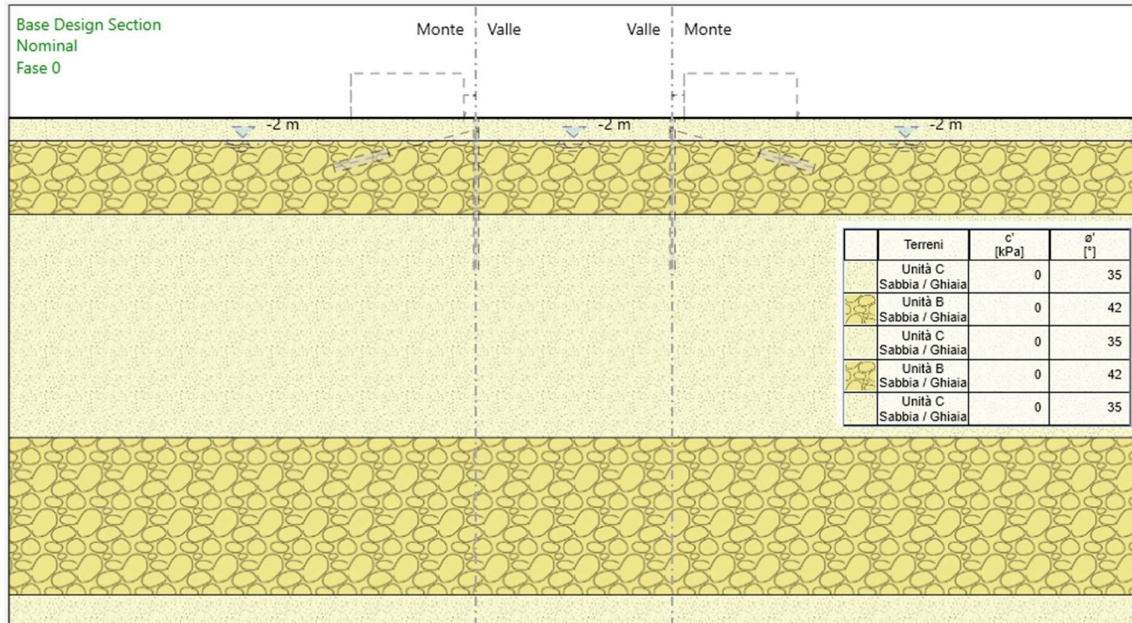 Base Design Section
Nominal
Fase 0
Monte Valle Valle Monte
-2 m -2 m -2 m
Terreni c' [kPa] ø' [°]
Unità C Sabbia / Ghiaia 0 35
Unità B Sabbia / Ghiaia 0 42
Unità C Sabbia / Ghiaia 0 35
Unità B Sabbia / Ghiaia 0 42
Unità C Sabbia / Ghiaia 0 35